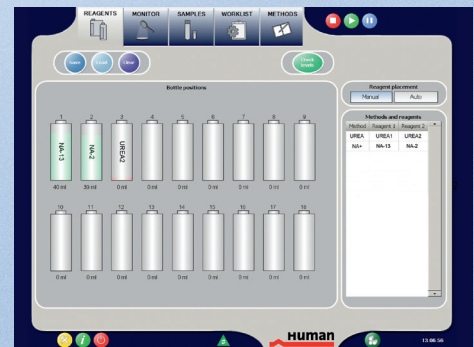 REAGENTS MONITOR SAMPLES WORKLIST METHODS
Save Load Clear
Check levels
Bottle positions
1 2 3 4 5 6 7 8 9
NA-13 NA-2 UREA2
40 ml 39 ml 0 ml 0 ml 0 ml 0 ml 0 ml 0 ml 0 ml
10 11 12 13 14 15 16 17 18
0 ml 0 ml 0 ml 0 ml 0 ml 0 ml 0 ml 0 ml 0 ml
Reagent placement
Manual Auto
Methods and reagents
Method Reagent 1 Reagent 2
UREA UREA1 UREA2
NA+ NA-13 NA-2
Human
13:06:56